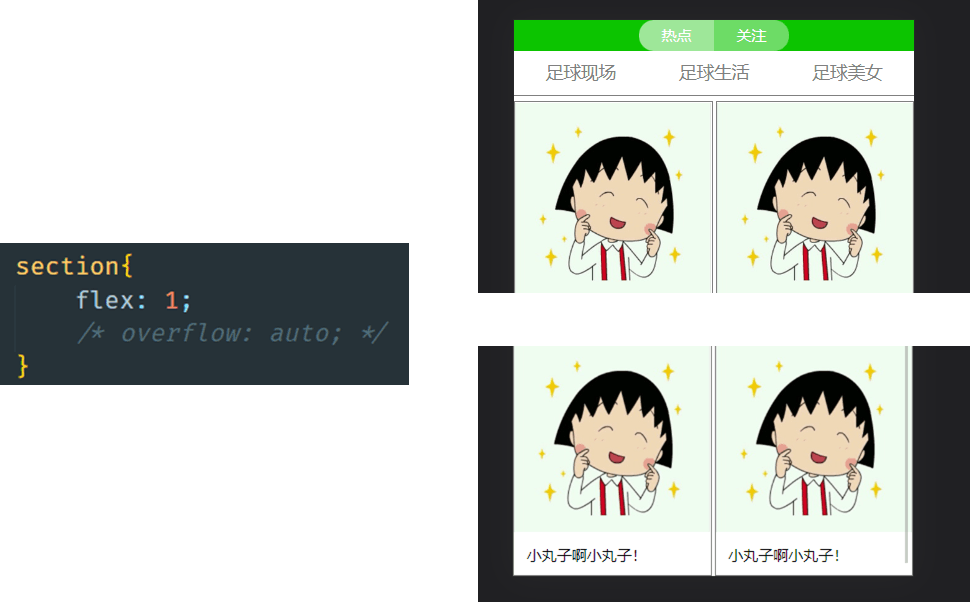 section{
flex: 1;
/* overflow: auto; */
}
热点 关注
足球现场 足球生活 足球美女
小丸子啊小丸子! 小丸子啊小丸子!